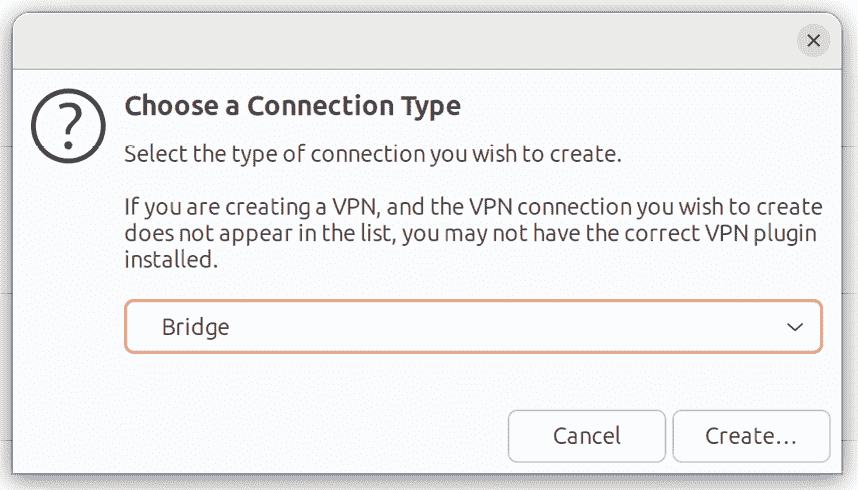 Choose a Connection Type
Select the type of connection you wish to create.
If you are creating a VPN, and the VPN connection you wish to create
does not appear in the list, you may not have the correct VPN plugin
installed.
Bridge
Cancel
Create...